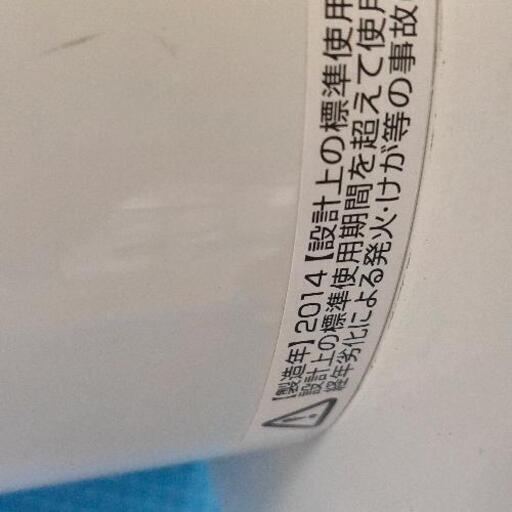 【製造年】2014【設計上の標準使用
設計上の標準使用期間を超えて使用
経年劣化による発火・けが等の事故